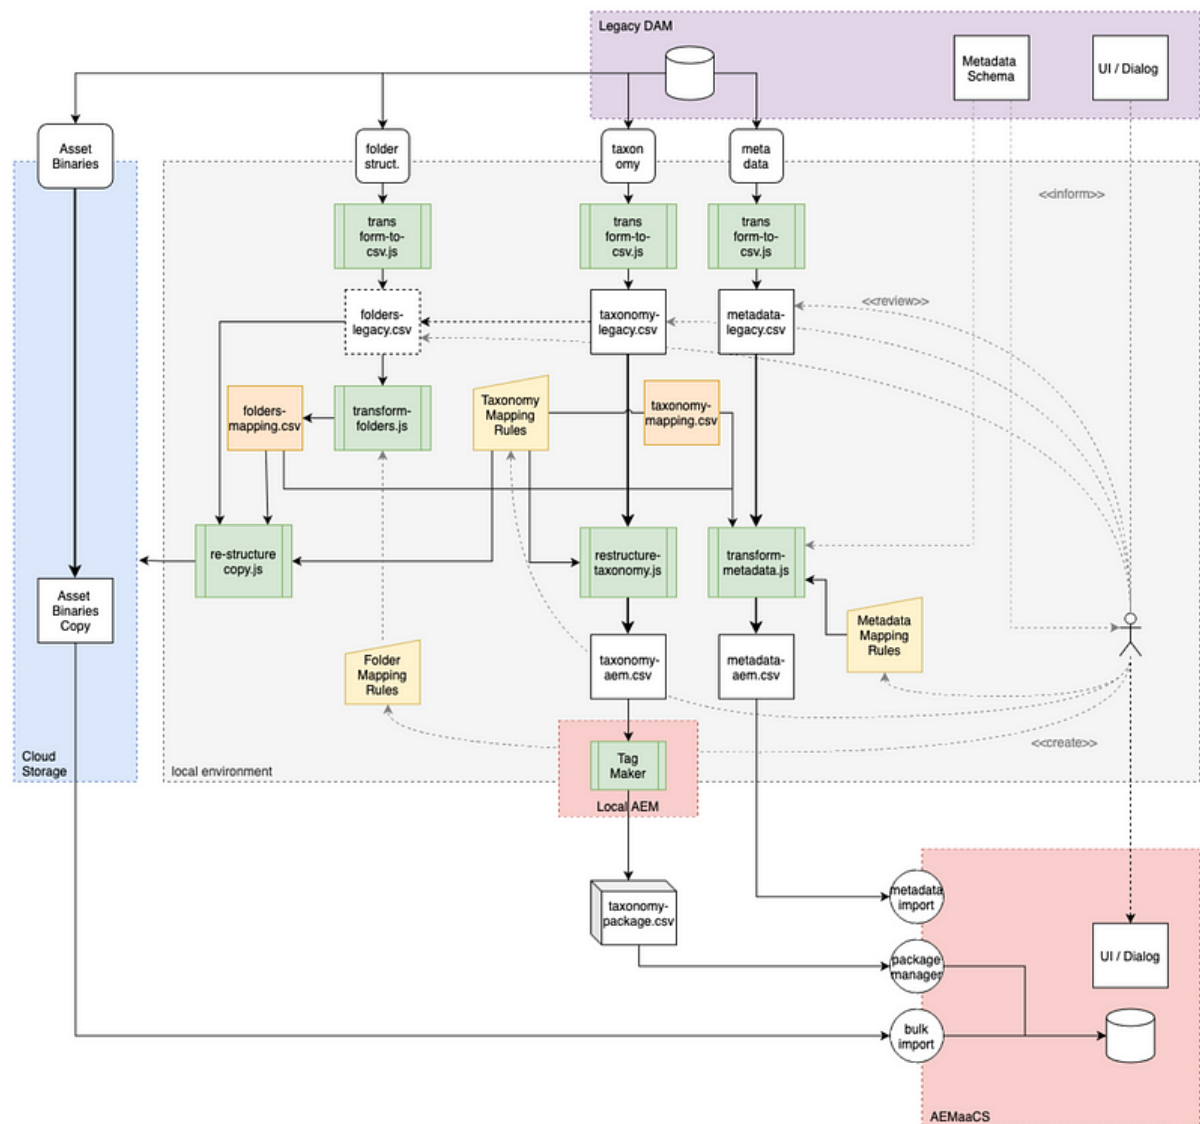 Legacy DAM
Metadata
Schema
UI / Dialog
Asset
Binaries
folder
struct.
taxon
omy
meta
data
<<inform>>
trans
form-to-
csv.js
trans
form-to-
csv.js
trans
form-to-
csv.js
<<review>>
folders-
legacy.csv
taxonomy-
legacy.csv
metadata-
legacy.csv
folders-
mapping.csv
transform-
folders.js
Taxonomy
Mapping
Rules
taxonomy-
mapping.csv
re-structure
copy.js
restructure-
taxonomy.js
transform-
metadata.js
Asset
Binaries
Copy
Folder
Mapping
Rules
taxonomy-
aem.csv
metadata-
aem.csv
Metadata
Mapping
Rules
<<create>>
Cloud
Storage
local environment
Tag
Maker
Local AEM
taxonomy-
package.csv
metadata
import
package
manager
UI / Dialog
bulk
import
AEMaaCS